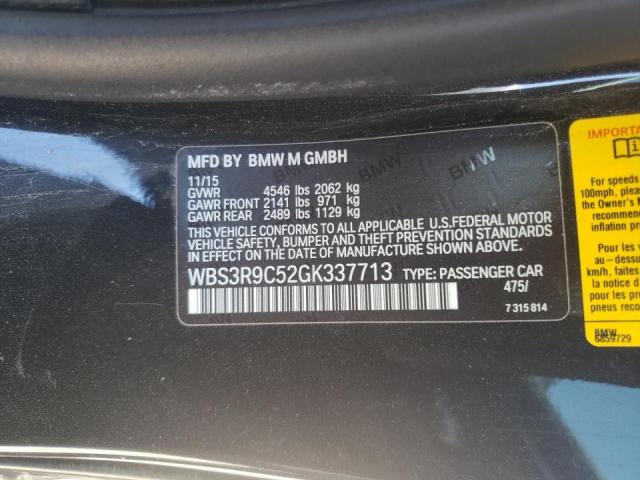 MFD BY BMW M GMBH
11/15
GVWR 4546 lbs 2062 kg
GAWR FRONT 2141 lbs 971 kg
GAWR REAR 2489 lbs 1129 kg
THIS VEHICLE CONFORMS TO ALL APPLICABLE U.S.FEDERAL MOTOR
VEHICLE SAFETY, BUMPER AND THEFT PREVENTION STANDARDS
IN EFFECT ON THE DATE OF MANUFACTURE SHOWN ABOVE.
WBS3R9C52GK337713 TYPE: PASSENGER CAR
475/
7 315 814
IMPORTA
For speeds
100mph, please
the Owner's M
recommen
inflation pr
Pour les
au-dessu
km/h, fai
la notice
pour les p
pneus reco
BMW
6859729